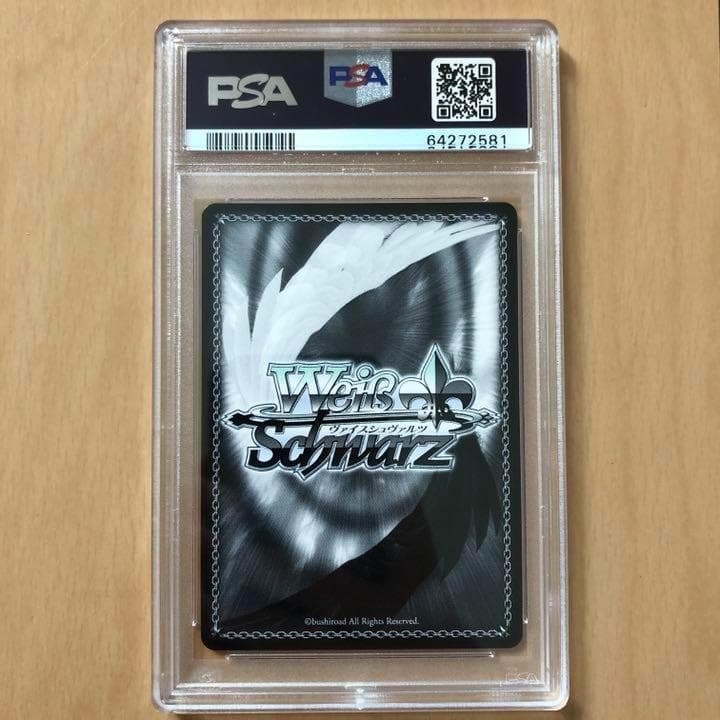 PSA
PSA
64272581
Weiß
ヴァイスシュヴァルツ
Schwarz
©bushiroad All Rights Reserved.
PSA